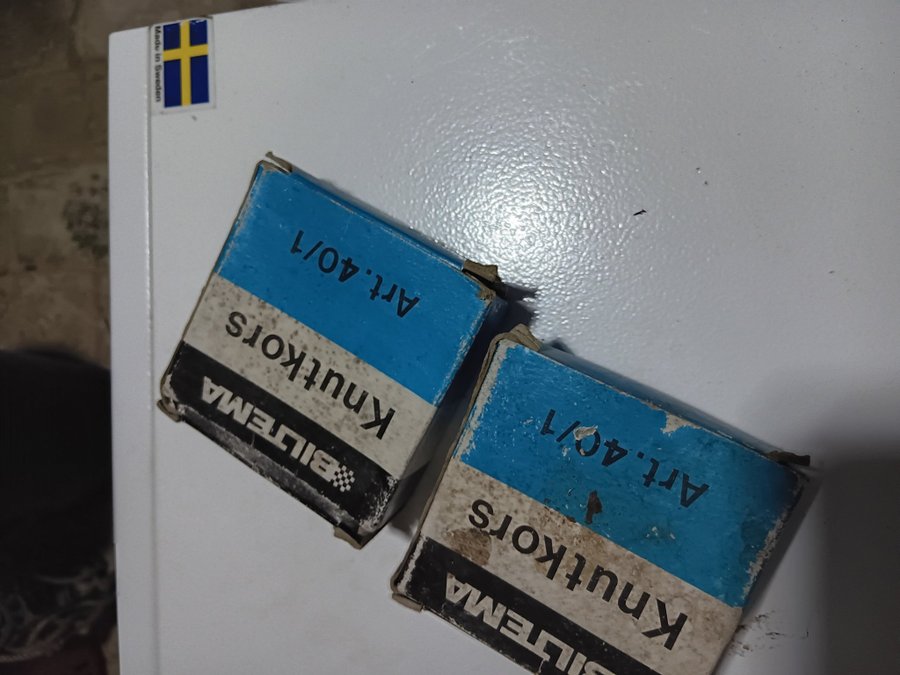 Made in Sweden
BILTEMA
Knutkors
Art.40/1
BILTEMA
Knutkors
Art.40/1